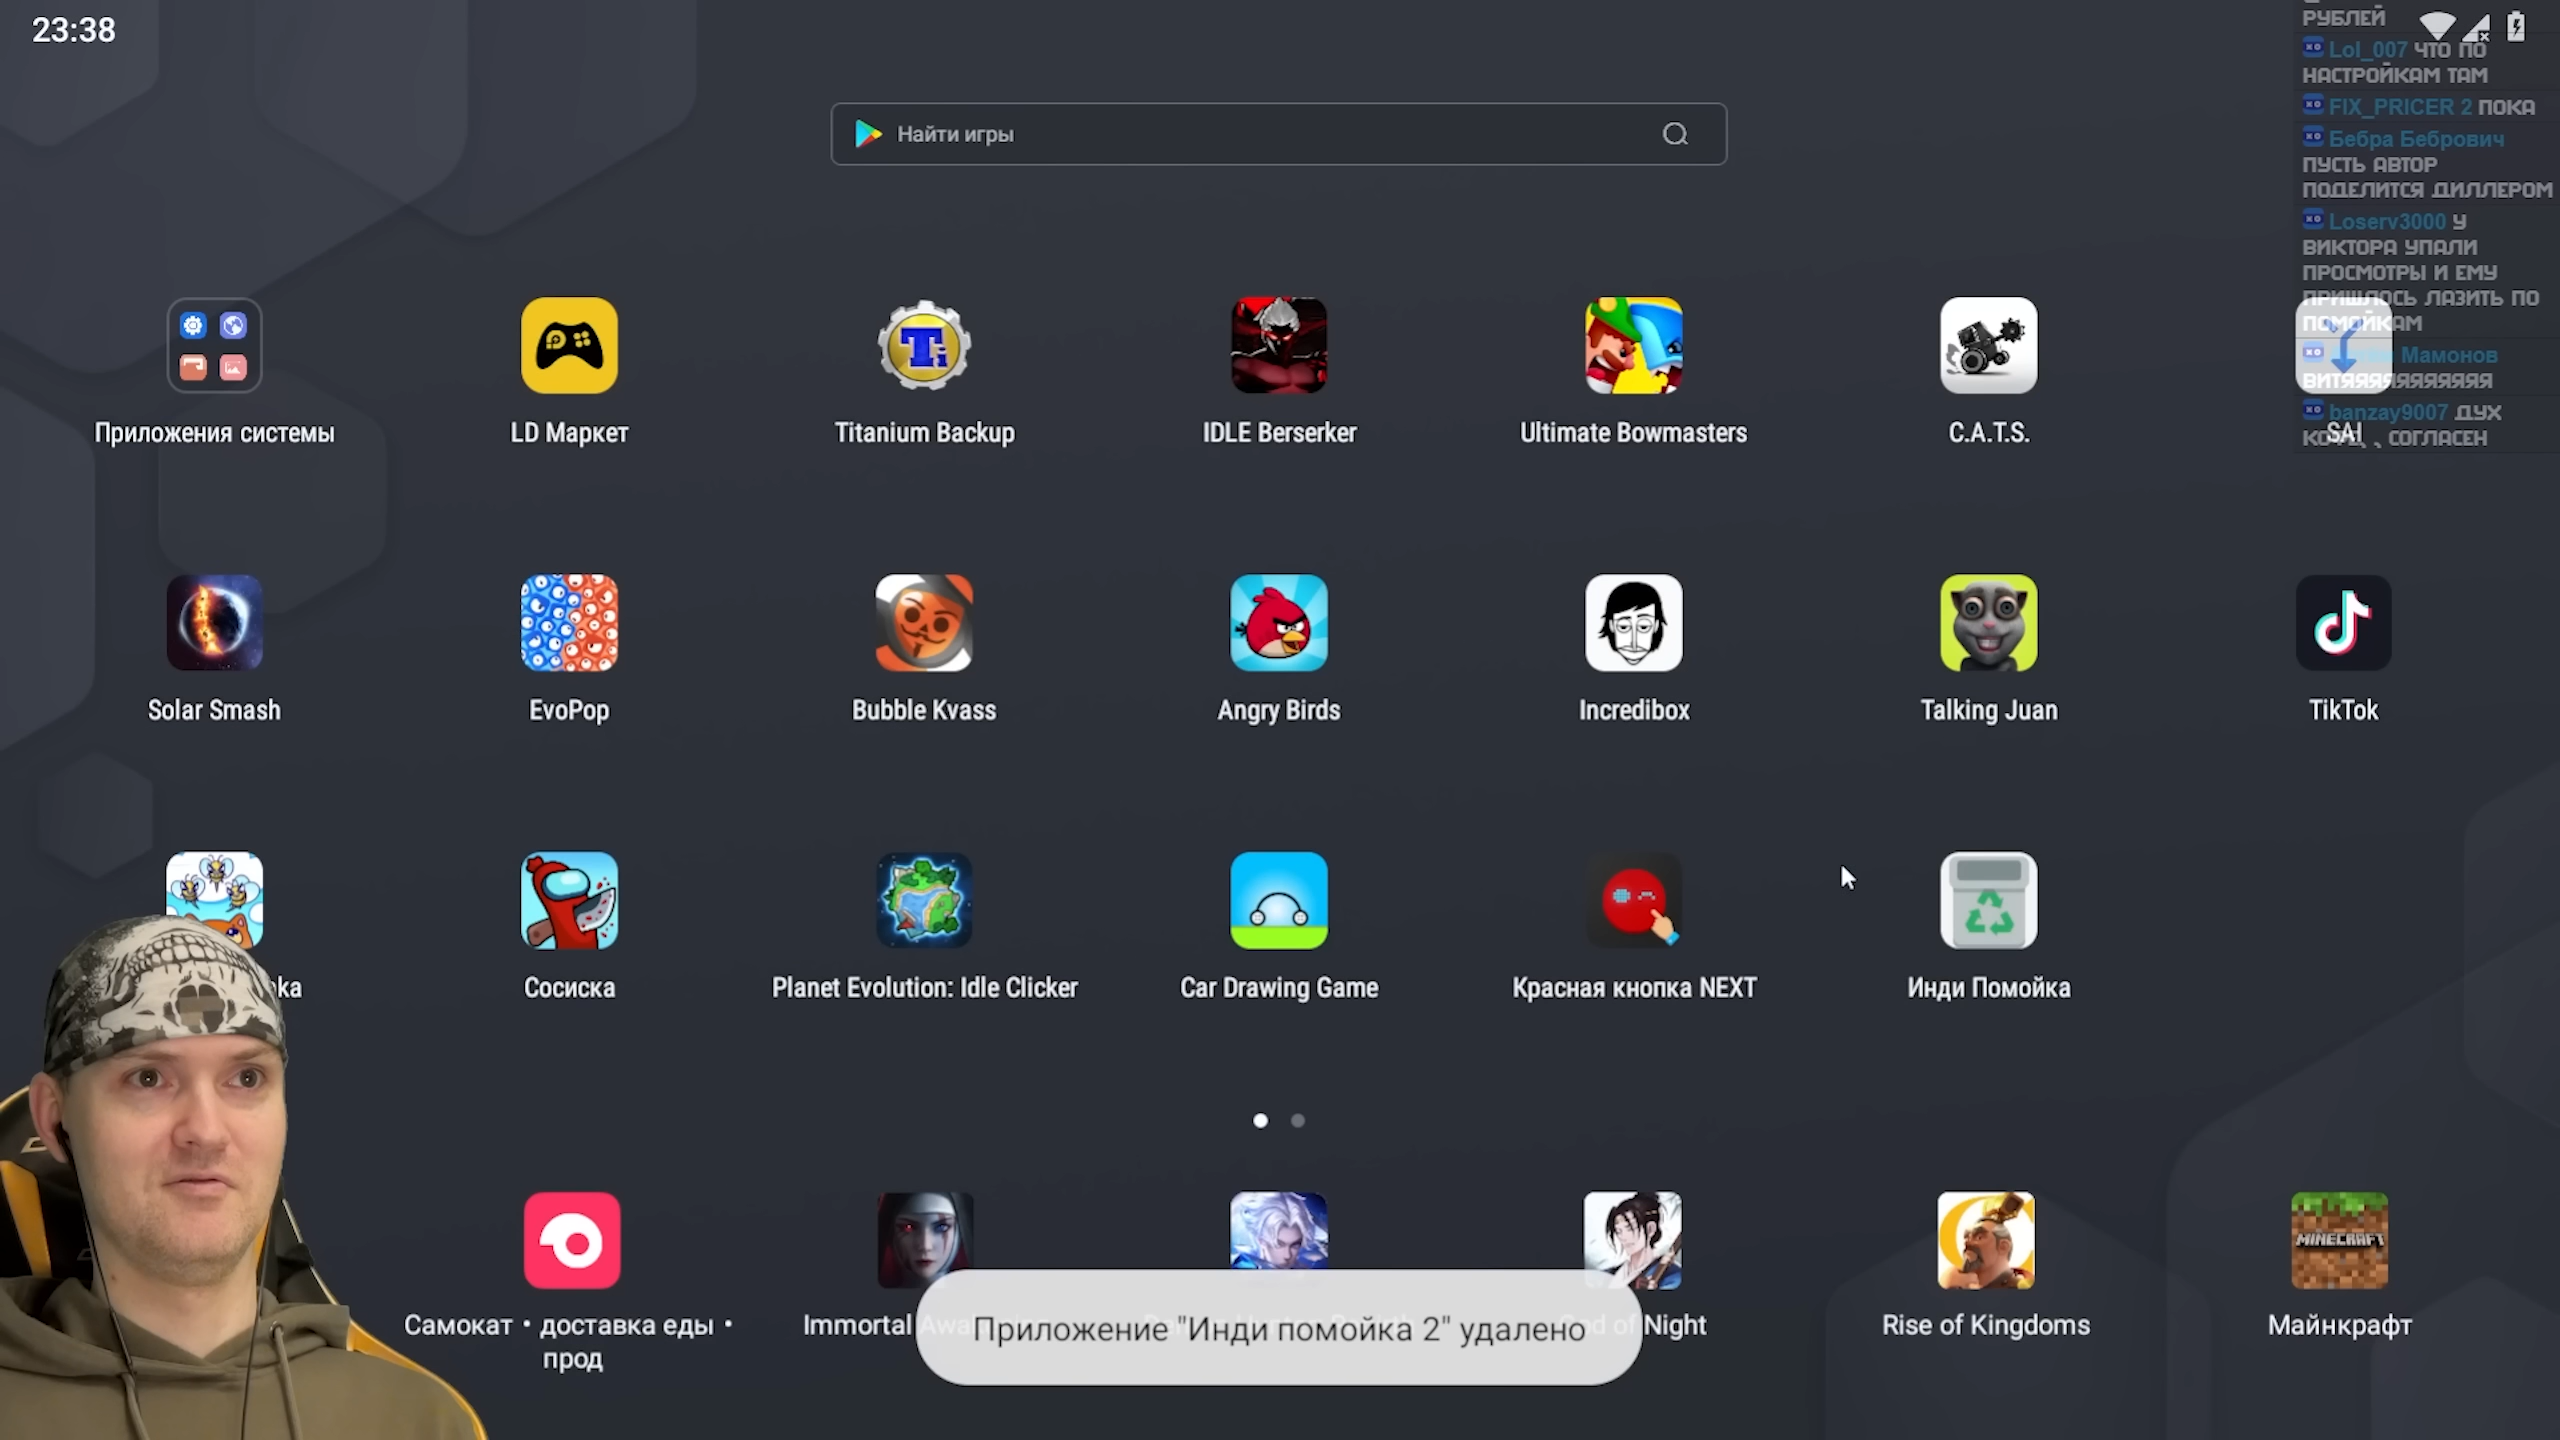 23:38
РУБЛЕЙ
Lol_007 ЧТО ПО
НАСТРОЙКАМ ТАМ
FIX_PRICER 2 ПОКА
Бебра Бебрович
ПУСТЬ АВТОР
ПОДЕЛИТСЯ ДИЛЛЕРОМ
Loserv3000 У
ВИКТОРА УПАЛИ
ПРОСМОТРЫ И ЕМУ
ПРИШЛОСЬ ЛАЗИТЬ ПО
ПОМОЙКАМ
Мамонов
ВИТЯЯЯЯЯЯЯЯЯЯЯ
banzay9007 ДУХ
СОГЛАСЕН
Найти игры
Приложения системы
LD Маркет
Titanium Backup
IDLE Berserker
Ultimate Bowmasters
C.A.T.S.
SAI
Solar Smash
EvoPop
Bubble Kvass
Angry Birds
Incredibox
Talking Juan
TikTok
Сосиска
Planet Evolution: Idle Clicker
Car Drawing Game
Красная кнопка NEXT
Инди Помойка
MINECRAFT
Самокат • доставка еды •
прод
Immortal
Night
Rise of Kingdoms
Майнкрафт
Приложение "Инди помойка 2" удалено